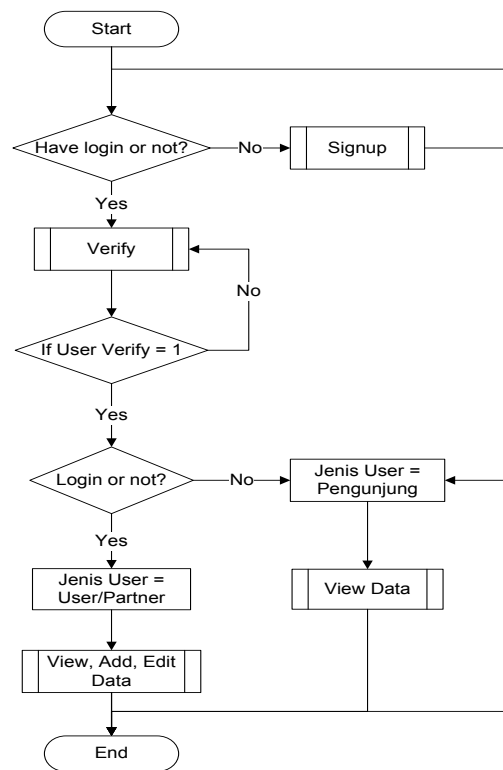 Start
Have login or not?
No
Signup
Yes
Verify
No
If User Verify = 1
Yes
Login or not?
No
Jenis User =
Pengunjung
Yes
Jenis User =
User/Partner
View Data
View, Add, Edit
Data
End